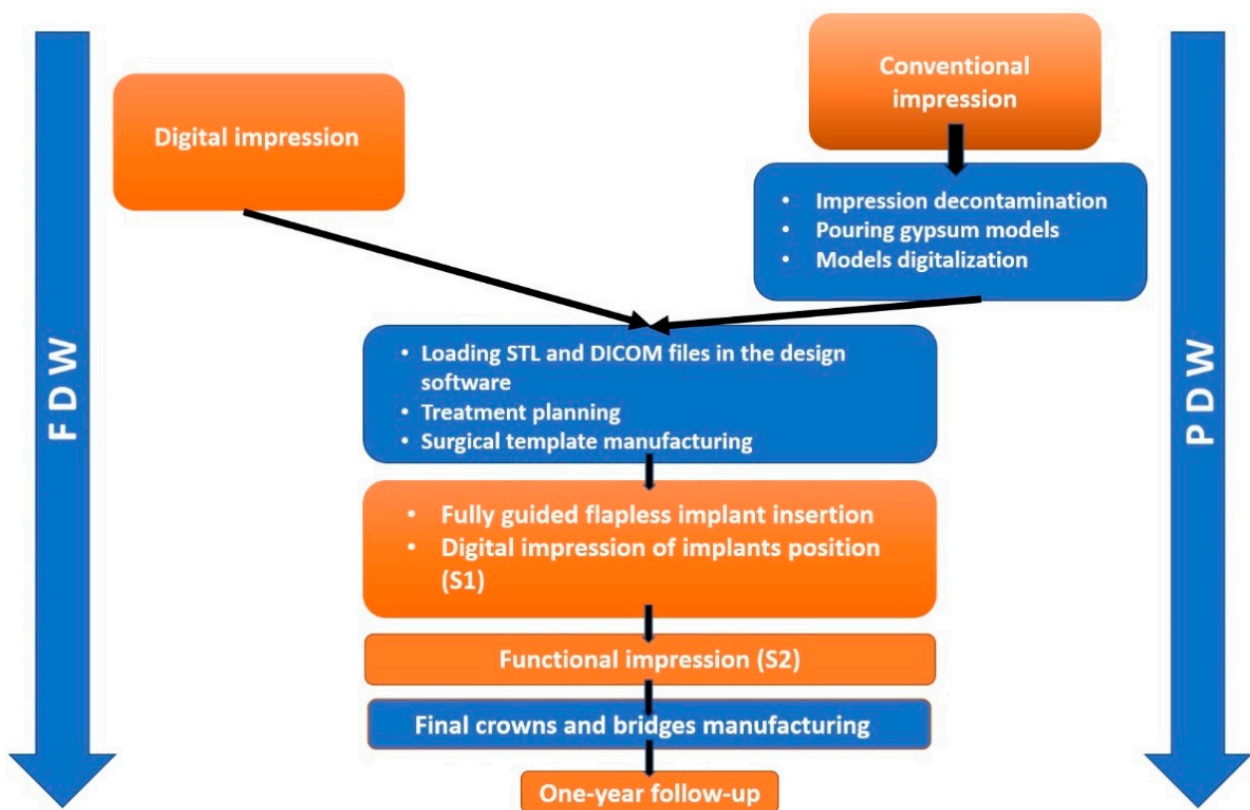 FDW
Digital impression
Conventional
impression
• Impression decontamination
• Pouring gypsum models
• Models digitalization
• Loading STL and DICOM files in the design
software
• Treatment planning
• Surgical template manufacturing
• Fully guided flapless implant insertion
• Digital impression of implants position
(S1)
Functional impression (S2)
Final crowns and bridges manufacturing
One-year follow-up
PDW